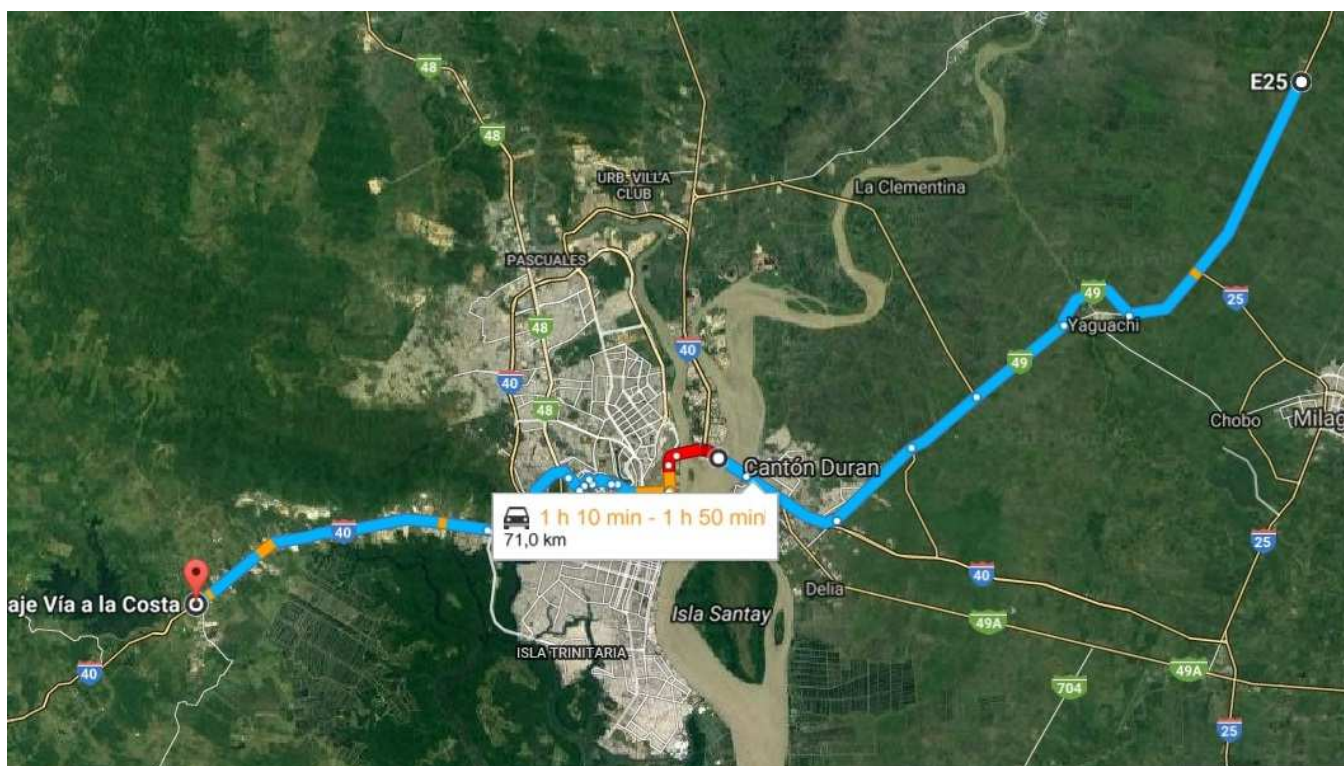 48
E25
48
URB. VILLA
CLUB
La Clementina
PASCUALES
49
25
48
Yaguachi
40
49
40
48
Chobo
Milag
Cantón Duran
1 h 10 min - 1 h 50 min
71,0 km
40
25
40
aje Vía a la Costa
Delia
Isla Santay
49A
ISLA TRINITARIA
40
49A
704
25